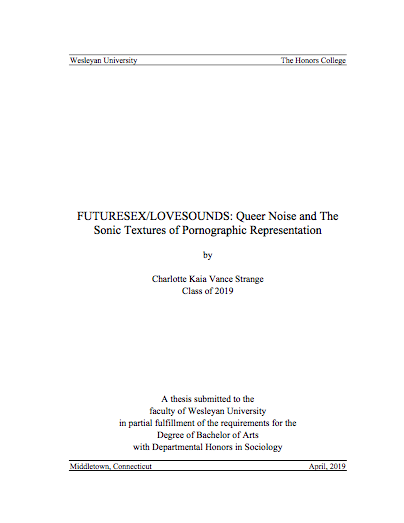 Wesleyan University The Honors College
FUTURESEX/LOVESOUNDS: Queer Noise and The
Sonic Textures of Pornographic Representation
by
Charlotte Kaia Vance Strange
Class of 2019
A thesis submitted to the
faculty of Wesleyan University
in partial fulfillment of the requirements for the
Degree of Bachelor of Arts
with Departmental Honors in Sociology
Middletown, Connecticut April, 2019